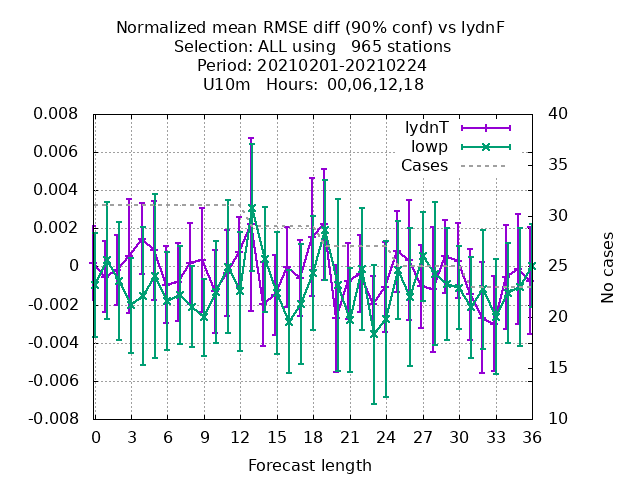 Normalized mean RMSE diff (90% conf) vs lydnF
Selection: ALL using   965 stations
Period: 20210201-20210224
U10m   Hours:  00,06,12,18
0.008
0.006
0.004
0.002
0
-0.002
-0.004
-0.006
-0.008
lydnT
lowp
Cases
40
35
30
25
20
15
10
No cases
0 3 6 9 12 15 18 21 24 27 30 33 36
Forecast length